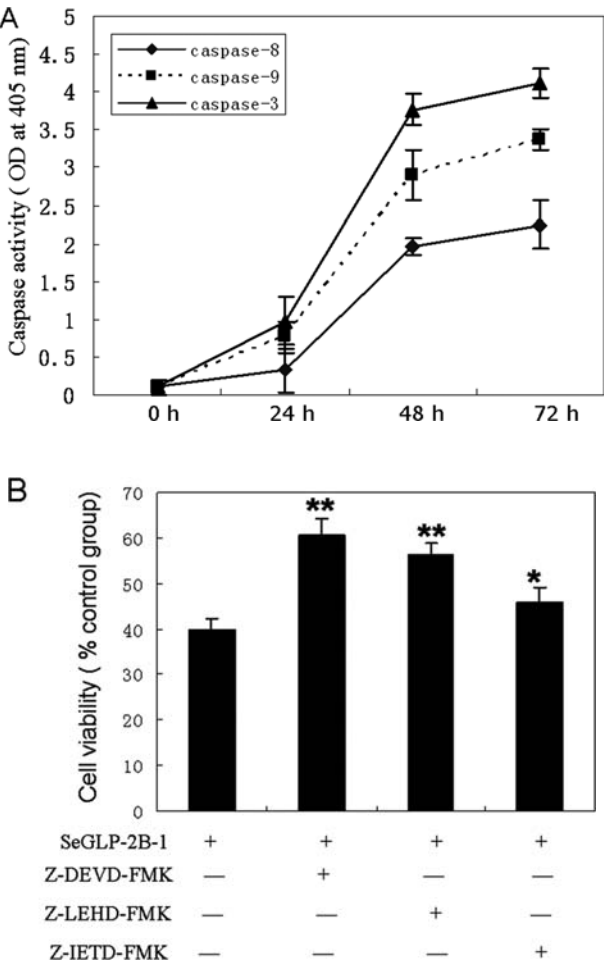 A
Caspase activity ( OD at 405 nm)
5
4.5
4
3.5
3
2.5
2
1.5
1
0.5
0
caspase-8
caspase-9
caspase-3
0 h 24 h 48 h 72 h
B
Cell viability ( % control group)
70
60
50
40
30
20
10
0
** ** *
SeGLP-2B-1 + + + +
Z-DEVD-FMK — + — —
Z-LEHD-FMK — — + —
Z-IETD-FMK — — — +